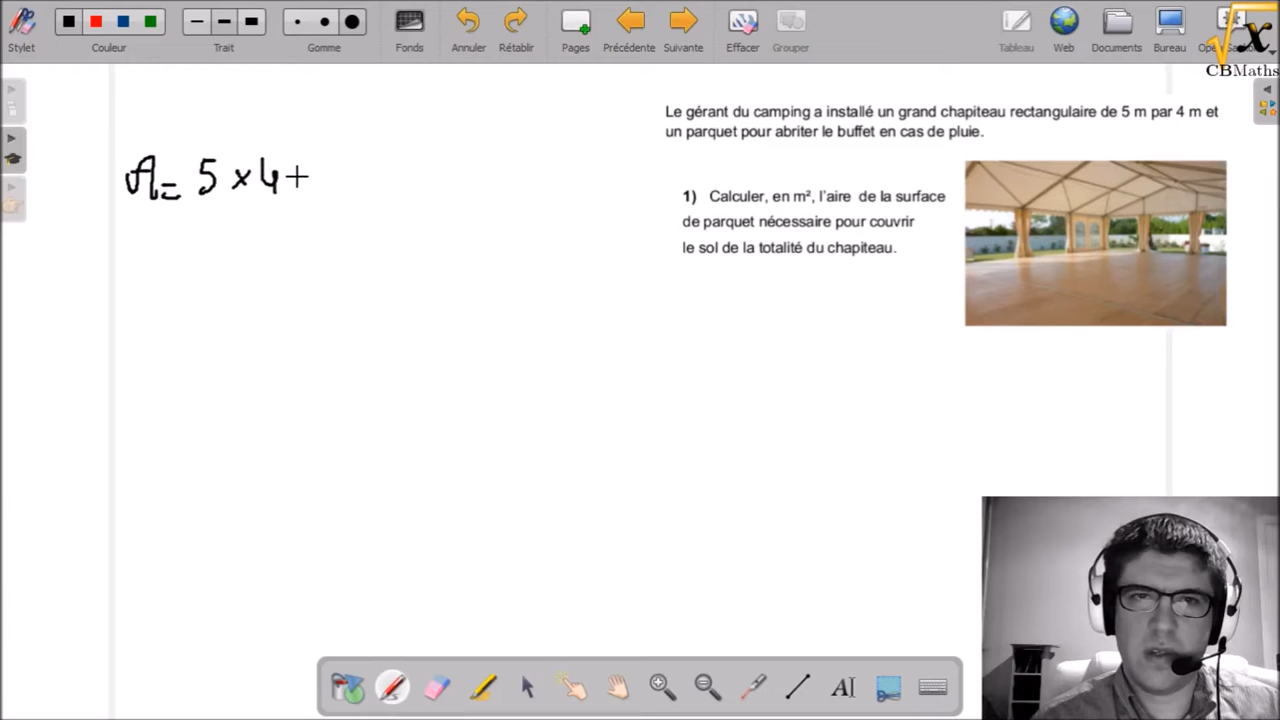 Stylet
Couleur
Trait
Gomme
Fonds
Annuler
Rétablir
Pages
Précédente
Suivante
Effacer
Grouper
Tableau
Web
Documents
Bureau
x
CBMaths
Le gérant du camping a installé un grand chapiteau rectangulaire de 5 m par 4 m et
un parquet pour abriter le buffet en cas de pluie.
A = 5 × 4 +
1) Calculer, en m², l'aire de la surface
de parquet nécessaire pour couvrir
le sol de la totalité du chapiteau.